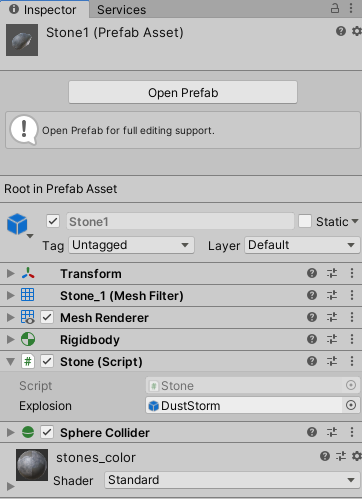 Inspector Services
Stone1 (Prefab Asset)
Open Prefab
Open Prefab for full editing support.
Root in Prefab Asset
Stone1 Static
Tag Untagged Layer Default
Transform
Stone_1 (Mesh Filter)
Mesh Renderer
Rigidbody
# Stone (Script)
Script # Stone
Explosion DustStorm
Sphere Collider
stones_color
Shader Standard